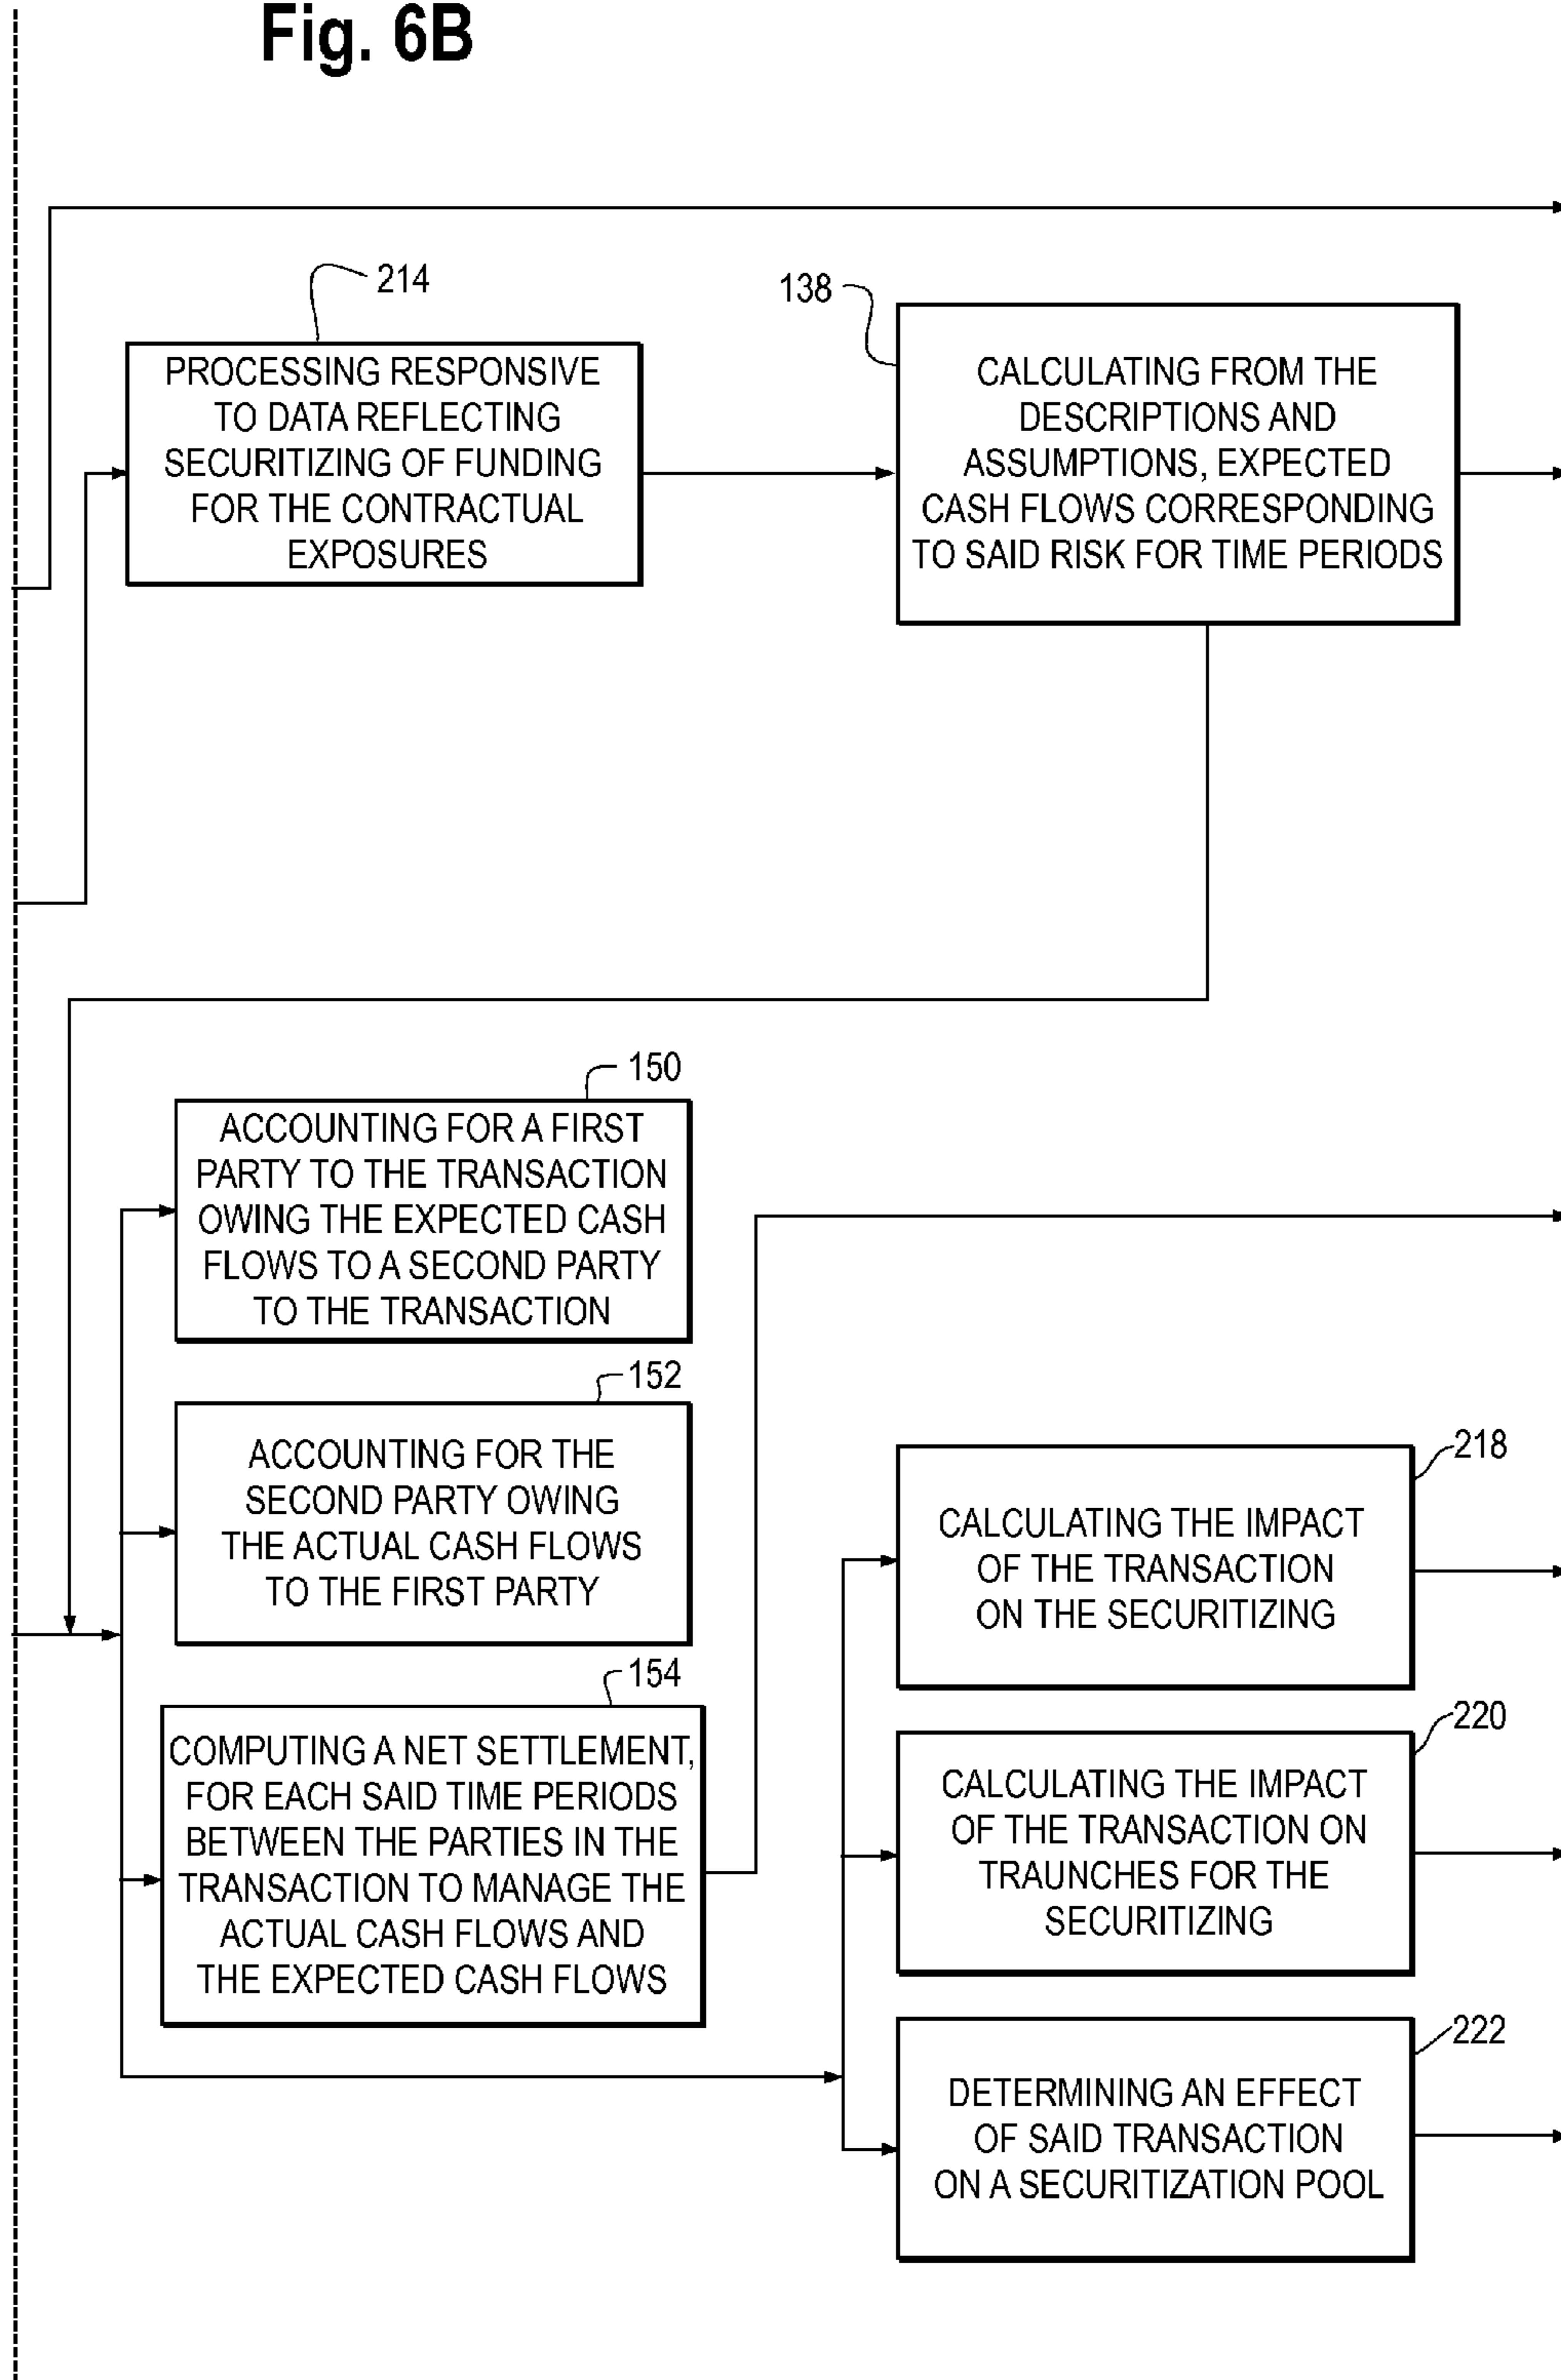 Fig. 6B
214
PROCESSING RESPONSIVE
TO DATA REFLECTING
SECURITIZING OF FUNDING
FOR THE CONTRACTUAL
EXPOSURES
138
CALCULATING FROM THE
DESCRIPTIONS AND
ASSUMPTIONS, EXPECTED
CASH FLOWS CORRESPONDING
TO SAID RISK FOR TIME PERIODS
150
ACCOUNTING FOR A FIRST
PARTY TO THE TRANSACTION
OWING THE EXPECTED CASH
FLOWS TO A SECOND PARTY
TO THE TRANSACTION
152
ACCOUNTING FOR THE
SECOND PARTY OWING
THE ACTUAL CASH FLOWS
TO THE FIRST PARTY
154
COMPUTING A NET SETTLEMENT,
FOR EACH SAID TIME PERIODS
BETWEEN THE PARTIES IN THE
TRANSACTION TO MANAGE THE
ACTUAL CASH FLOWS AND
THE EXPECTED CASH FLOWS
218
CALCULATING THE IMPACT
OF THE TRANSACTION
ON THE SECURITIZING
220
CALCULATING THE IMPACT
OF THE TRANSACTION ON
TRAUNCHES FOR THE
SECURITIZING
222
DETERMINING AN EFFECT
OF SAID TRANSACTION
ON A SECURITIZATION POOL